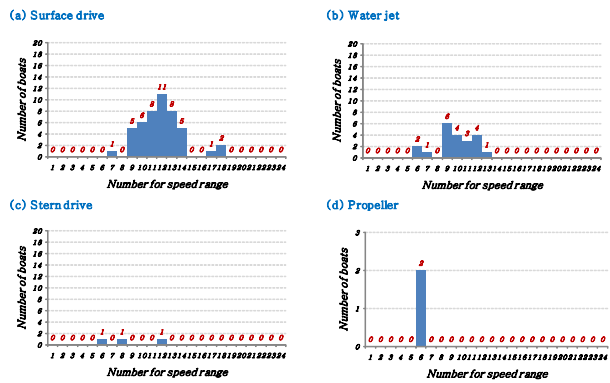 (a) Surface drive
Number of boats
20
18
16
14
12
10
8
6
4
2
0
0 0 0 0 0 0 1 0 5 6 8 11 8 5 0 0 1 2 0 0 0 0 0 0
1 2 3 4 5 6 7 8 9 10 11 12 13 14 15 16 17 18 19 20 21 22 23 24
Number for speed range
(b) Water jet
Number of boats
20
18
16
14
12
10
8
6
4
2
0
0 0 0 0 0 2 1 0 6 4 3 4 1 0 0 0 0 0 0 0 0 0 0 0
1 2 3 4 5 6 7 8 9 10 11 12 13 14 15 16 17 18 19 20 21 22 23 24
Number for speed range
(c) Stern drive
Number of boats
20
18
16
14
12
10
8
6
4
2
0
0 0 0 0 0 1 0 1 0 0 0 1 0 0 0 0 0 0 0 0 0 0 0 0
1 2 3 4 5 6 7 8 9 10 11 12 13 14 15 16 17 18 19 20 21 22 23 24
Number for speed range
(d) Propeller
Number of boats
3
2
1
0
0 0 0 0 0 2 0 0 0 0 0 0 0 0 0 0 0 0 0 0 0 0 0 0
1 2 3 4 5 6 7 8 9 10 11 12 13 14 15 16 17 18 19 20 21 22 23 24
Number for speed range